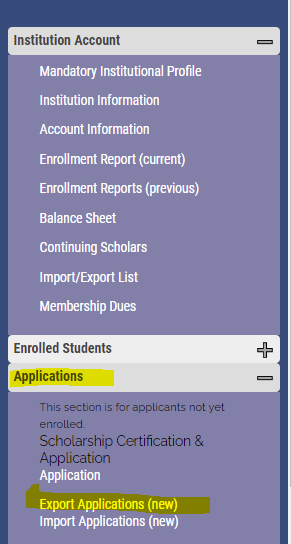 Institution Account
Mandatory Institutional Profile
Institution Information
Account Information
Enrollment Report (current)
Enrollment Reports (previous)
Balance Sheet
Continuing Scholars
Import/Export List
Membership Dues
Enrolled Students
Applications
This section is for applicants not yet
enrolled.
Scholarship Certification &
Application
Application
Export Applications (new)
Import Applications (new)